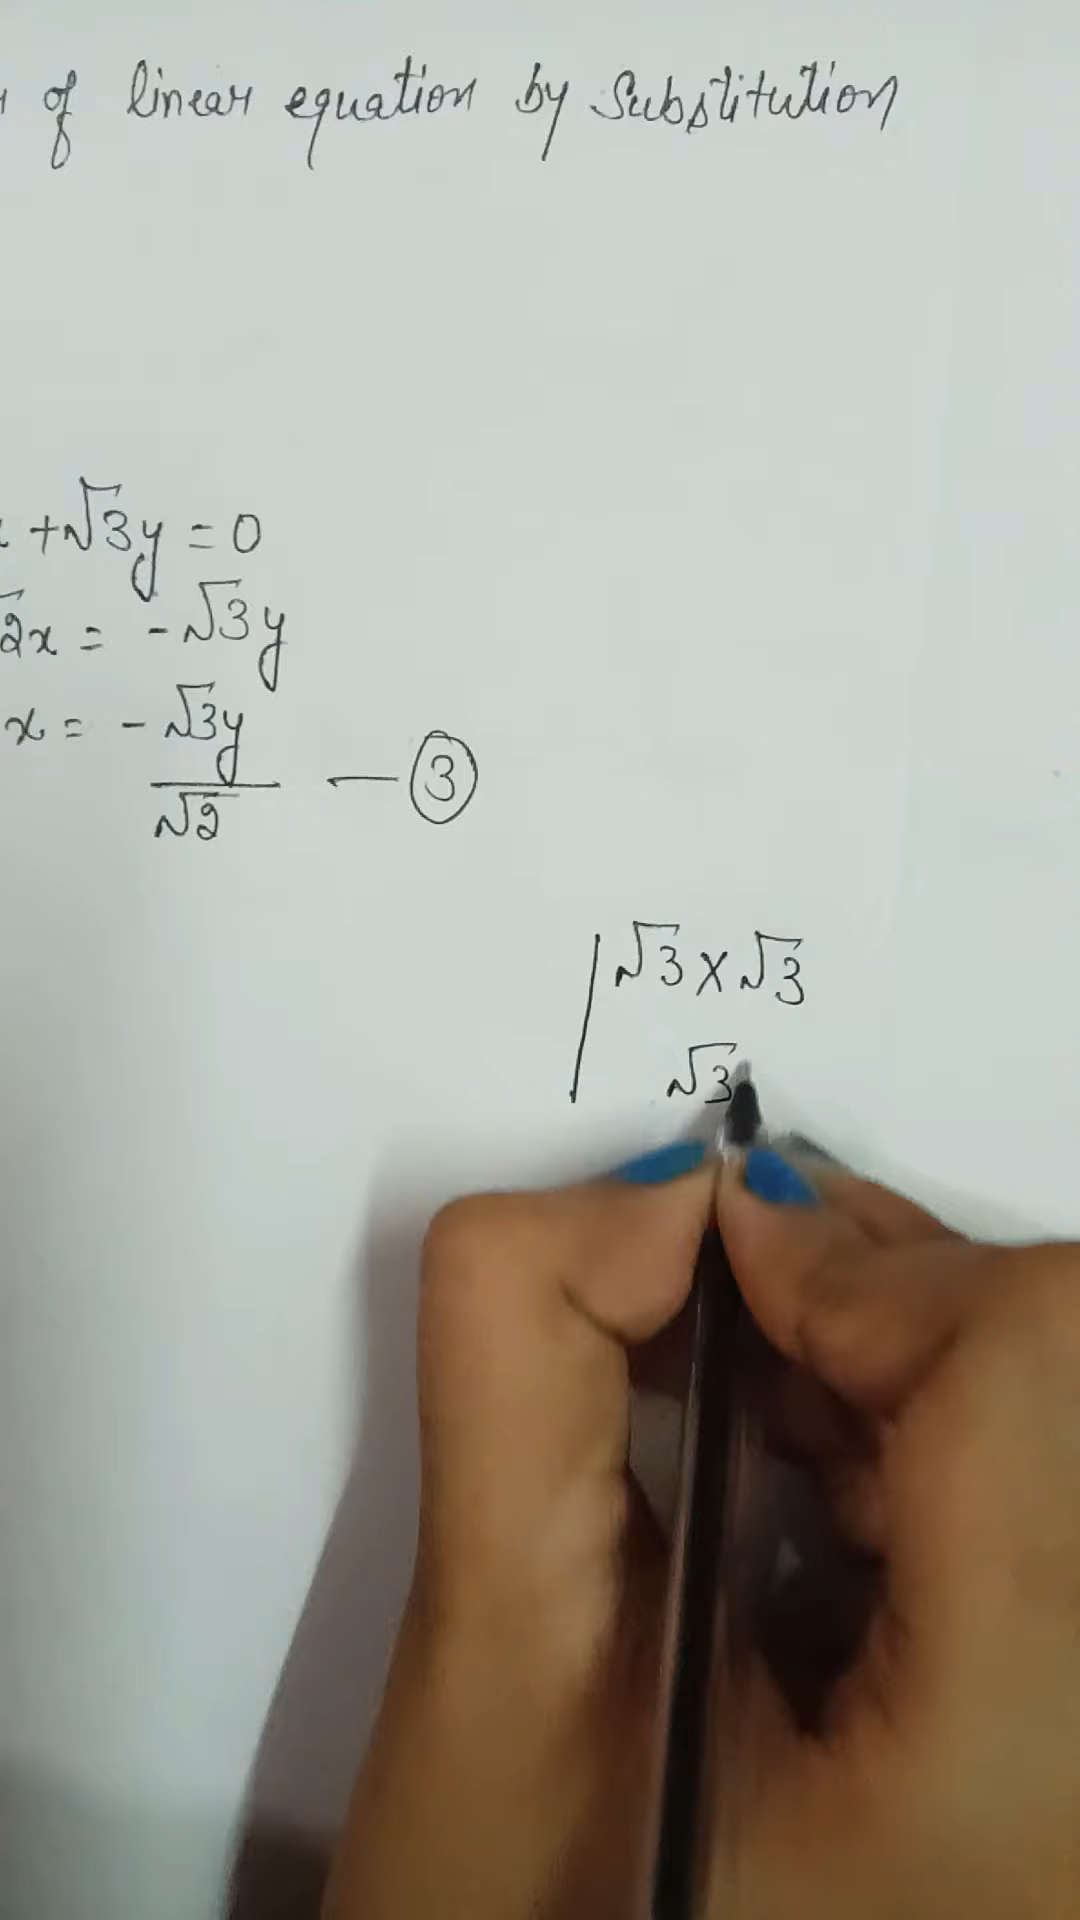 of linear equation by Substitution
+√3y = 0
2x = -√3y
x = -√3y
√2
— ③
√3 × √3
√3